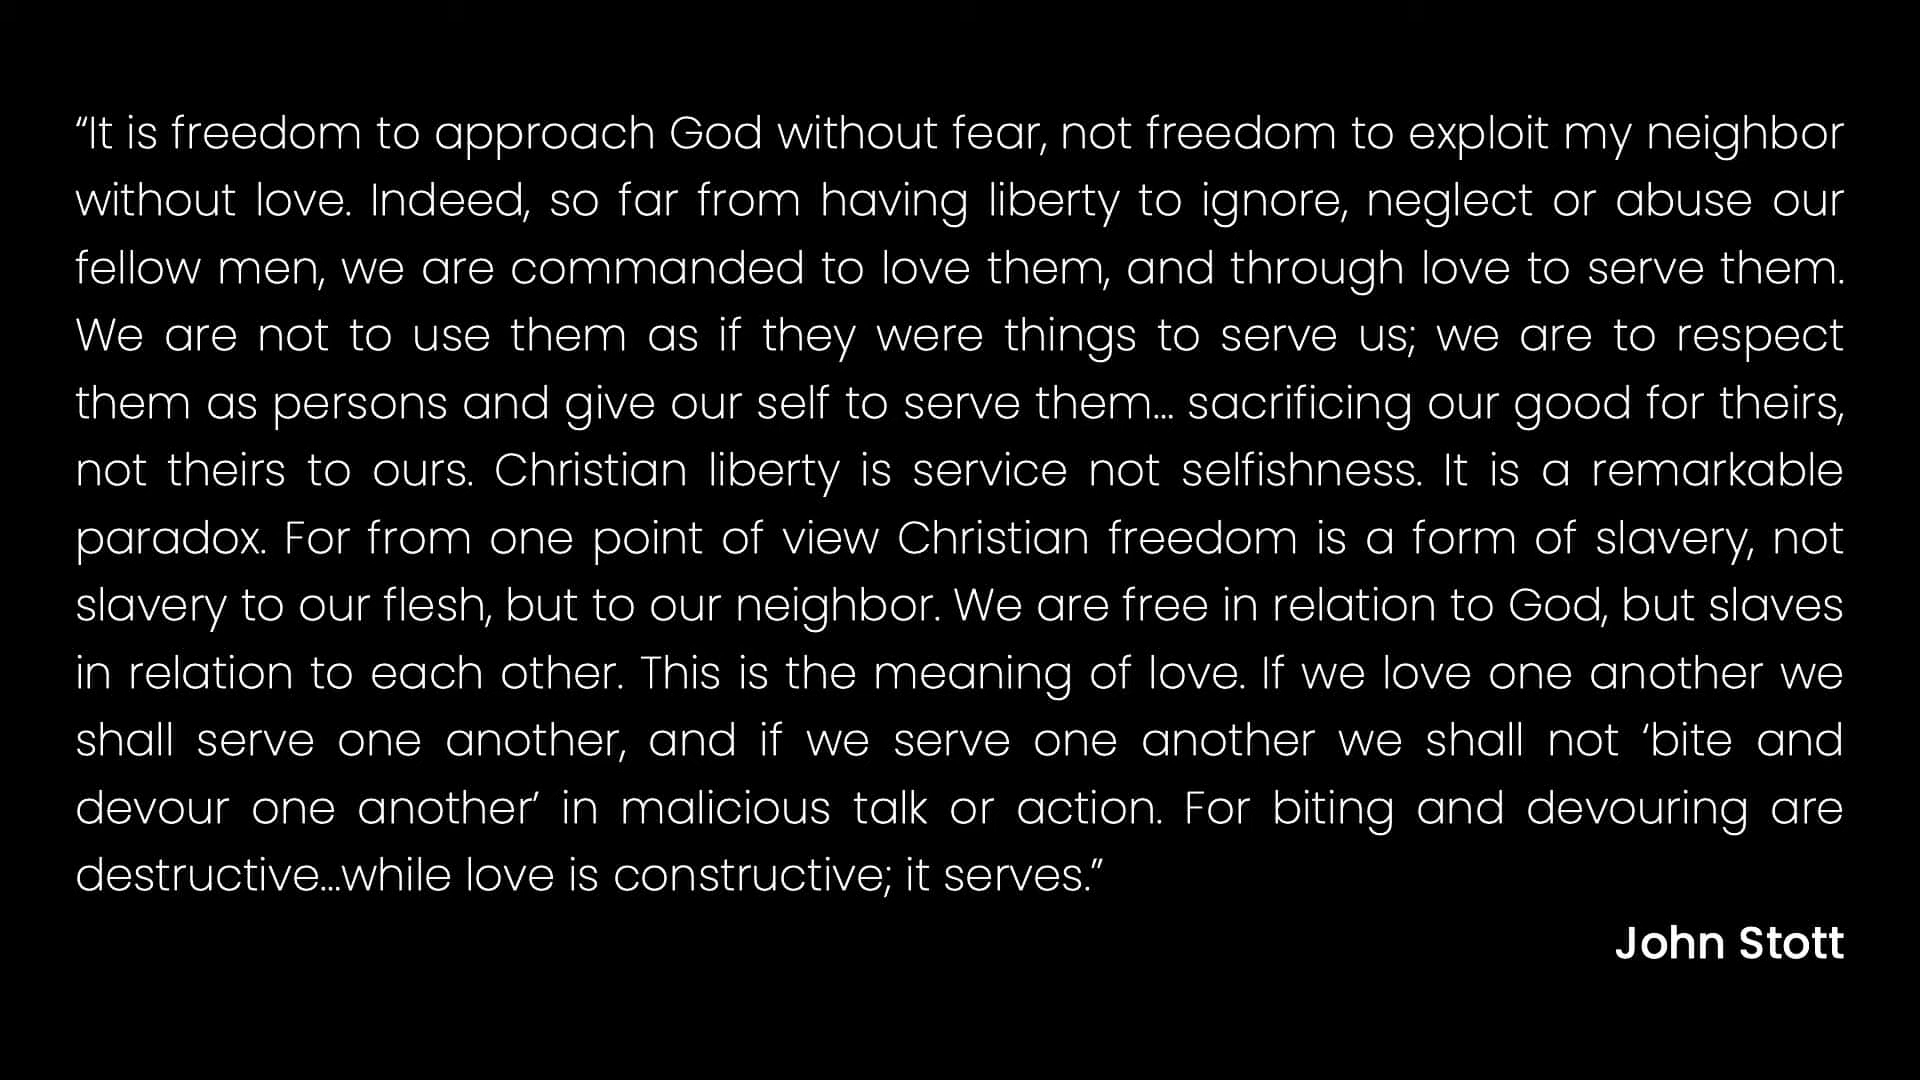 “It is freedom to approach God without fear, not freedom to exploit my neighbor
without love. Indeed, so far from having liberty to ignore, neglect or abuse our
fellow men, we are commanded to love them, and through love to serve them.
We are not to use them as if they were things to serve us; we are to respect
them as persons and give our self to serve them... sacrificing our good for theirs,
not theirs to ours. Christian liberty is service not selfishness. It is a remarkable
paradox. For from one point of view Christian freedom is a form of slavery, not
slavery to our flesh, but to our neighbor. We are free in relation to God, but slaves
in relation to each other. This is the meaning of love. If we love one another we
shall serve one another, and if we serve one another we shall not ‘bite and
devour one another’ in malicious talk or action. For biting and devouring are
destructive...while love is constructive; it serves.”
John Stott